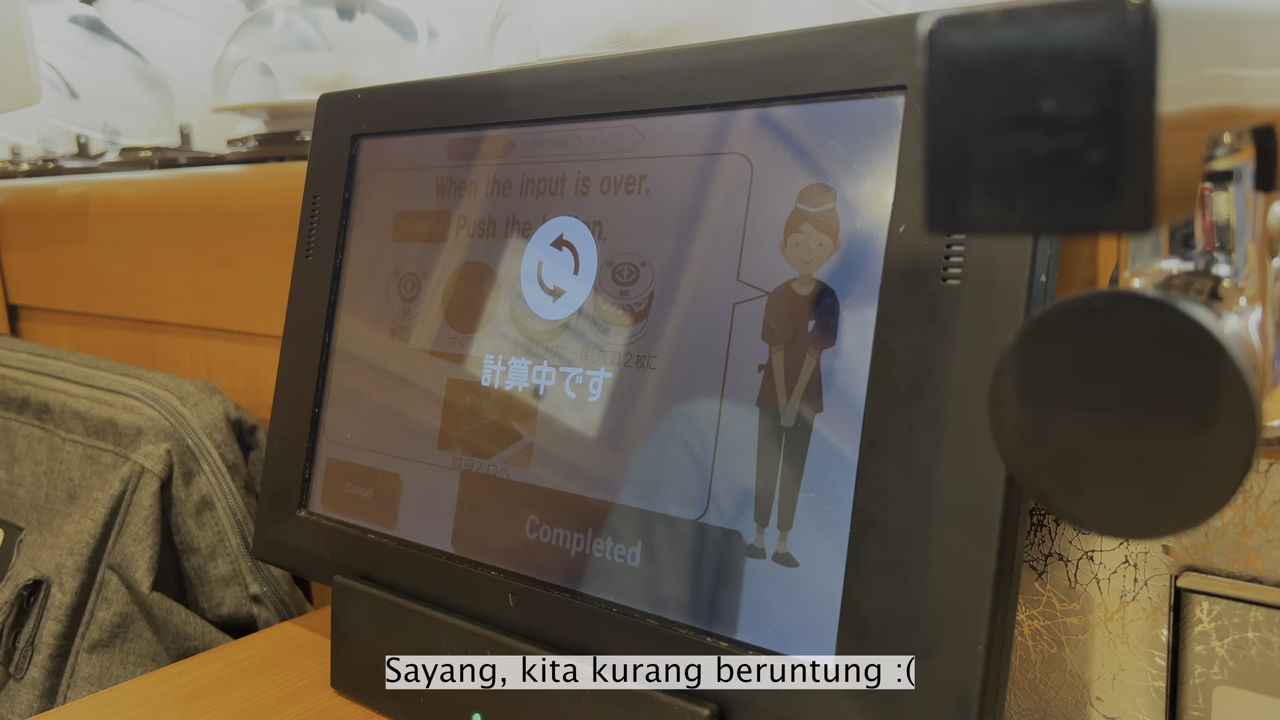 When the input is over,
Push the
2枚に
計算中です
Cancel
Completed
Sayang, kita kurang beruntung :(